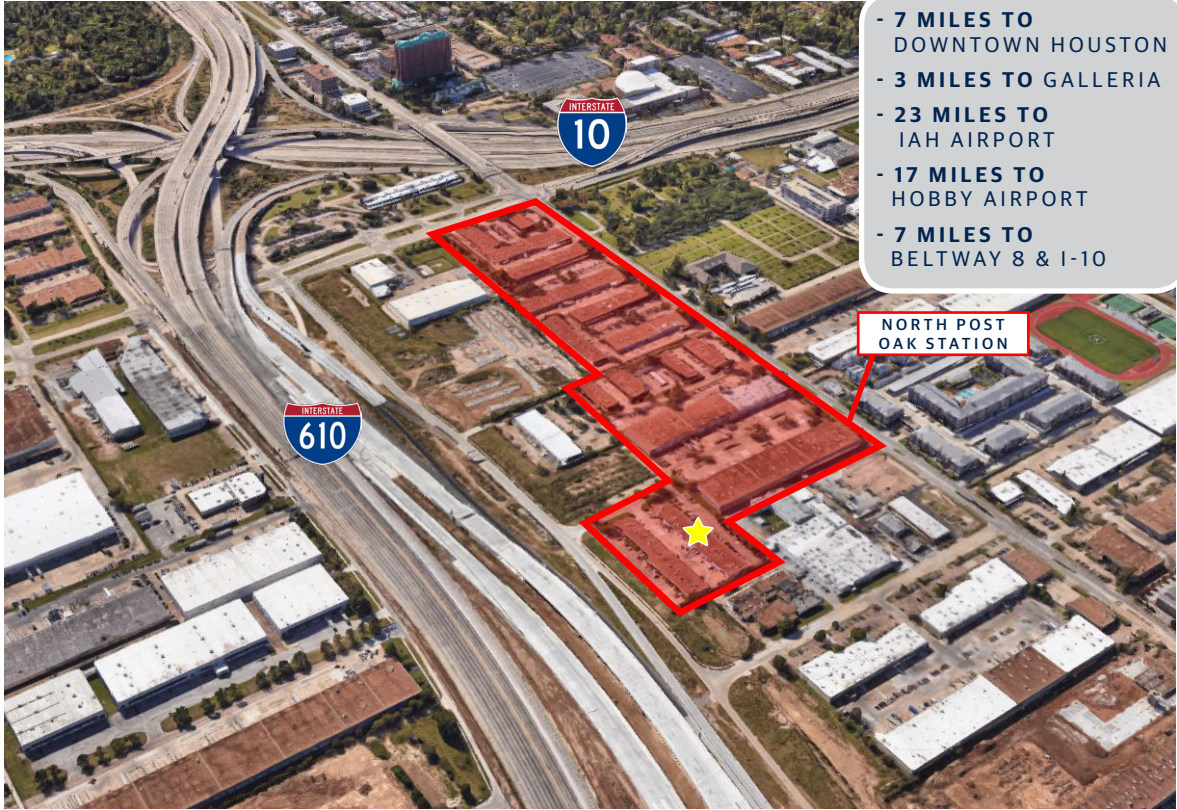 - 7 MILES TO
DOWNTOWN HOUSTON
- 3 MILES TO GALLERIA
- 23 MILES TO
IAH AIRPORT
- 17 MILES TO
HOBBY AIRPORT
- 7 MILES TO
BELTWAY 8 & I-10
INTERSTATE
10
NORTH POST
OAK STATION
INTERSTATE
610